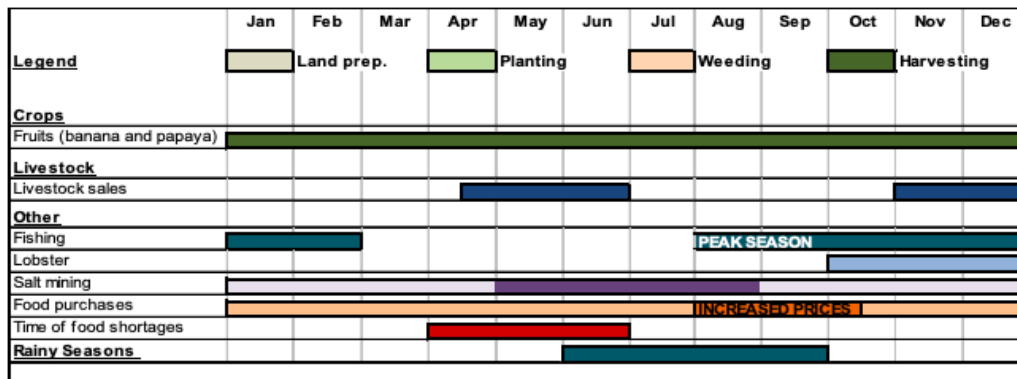 Jan Feb Mar Apr May Jun Jul Aug Sep Oct Nov Dec
Legend Land prep. Planting Weeding Harvesting
Crops
Fruits (banana and papaya)
Livestock
Livestock sales
Other
Fishing PEAK SEASON
Lobster
Salt mining
Food purchases INCREASED PRICES
Time of food shortages
Rainy Seasons